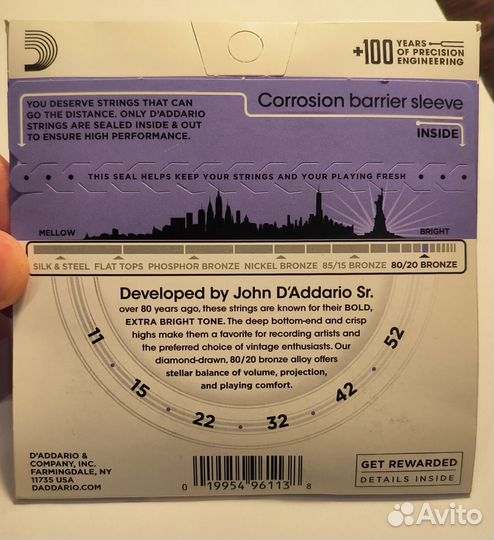 +100 YEARS
OF PRECISION
ENGINEERING
YOU DESERVE STRINGS THAT CAN
GO THE DISTANCE. ONLY D'ADDARIO
STRINGS ARE SEALED INSIDE & OUT
TO ENSURE HIGH PERFORMANCE.
Corrosion barrier sleeve
INSIDE
THIS SEAL HELPS KEEP YOUR STRINGS AND YOUR PLAYING FRESH
MELLOW
BRIGHT
SILK & STEEL FLAT TOPS PHOSPHOR BRONZE NICKEL BRONZE 85/15 BRONZE 80/20 BRONZE
Developed by John D'Addario Sr.
over 80 years ago, these strings are known for their BOLD,
EXTRA BRIGHT TONE. The deep bottom-end and crisp
highs make them a favorite for recording artists and
the preferred choice of vintage enthusiasts. Our
diamond-drawn, 80/20 bronze alloy offers
stellar balance of volume, projection,
and playing comfort.
11 • 15 • 22 • 32 • 42 • 52
D'ADDARIO &
COMPANY, INC.
FARMINGDALE, NY
11735 USA
DADDARIO.COM
0 19954 96113 8
GET REWARDED
DETAILS INSIDE
Avito